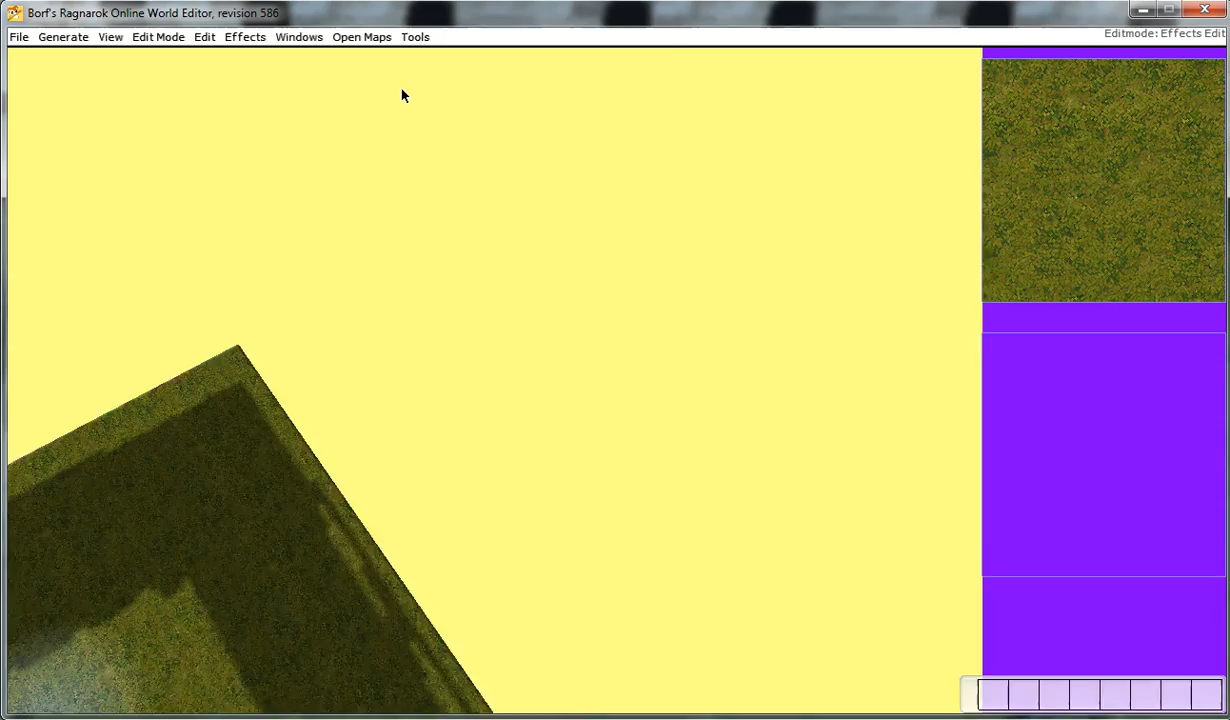 Borf's Ragnarok Online World Editor, revision 586
File Generate View Edit Mode Edit Effects Windows Open Maps Tools
Editmode: Effects Edit